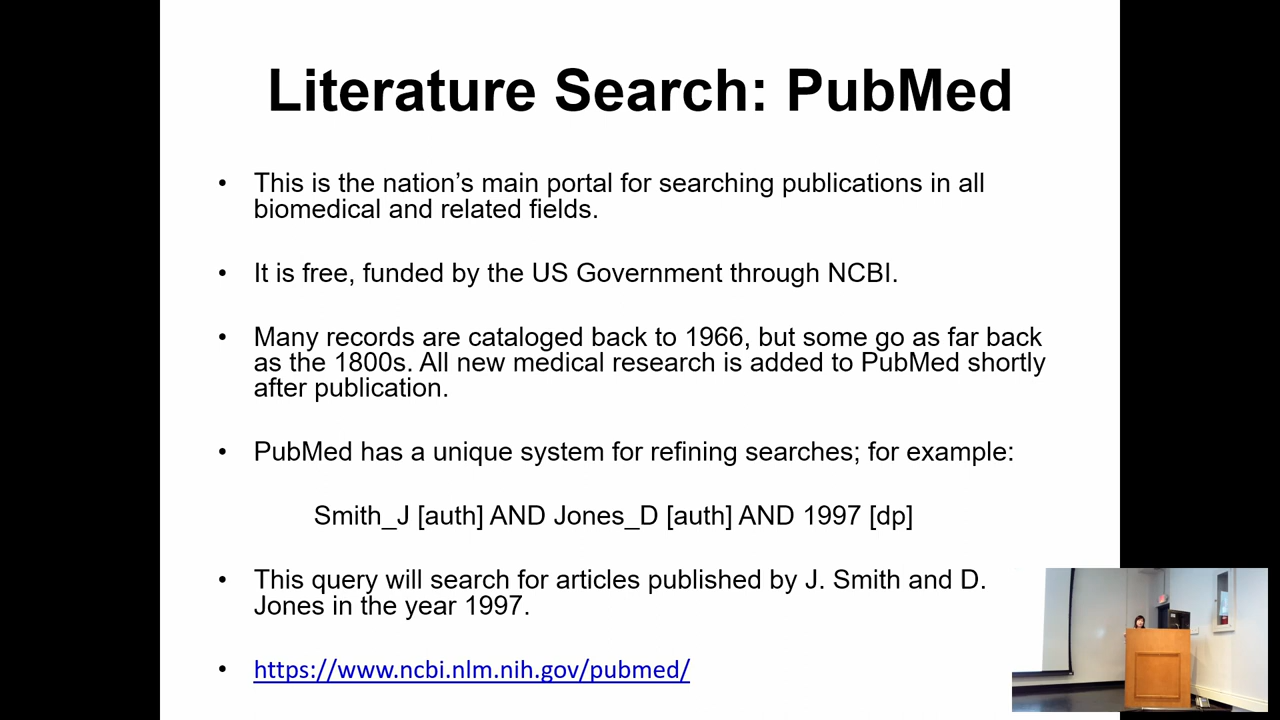 Literature Search: PubMed
• This is the nation’s main portal for searching publications in all
biomedical and related fields.
• It is free, funded by the US Government through NCBI.
• Many records are cataloged back to 1966, but some go as far back
as the 1800s. All new medical research is added to PubMed shortly
after publication.
• PubMed has a unique system for refining searches; for example:
Smith_J [auth] AND Jones_D [auth] AND 1997 [dp]
• This query will search for articles published by J. Smith and D.
Jones in the year 1997.
• https://www.ncbi.nlm.nih.gov/pubmed/